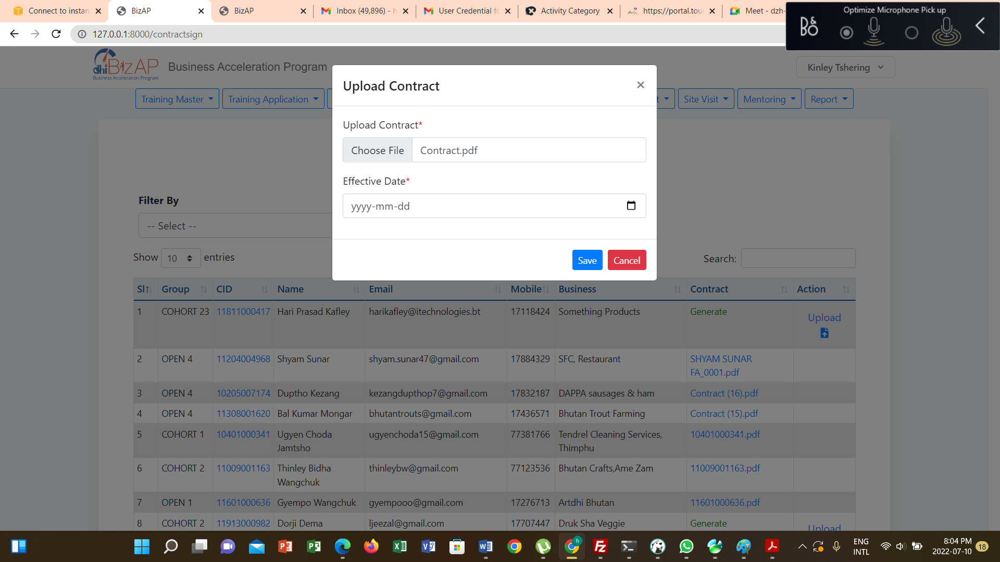 Connect to instan
BizAP
BizAP
Inbox (49,896) - h
User Credential fo
Activity Category
https://portal.tour
Meet - dzh-
Optimize Microphone Pick up
B&O
127.0.0.1:8000/contractsign
dhi BizAP
Business Acceleration Program
Business Acceleration Program
Kinley Tshering
Training Master
Training Application
t
Site Visit
Mentoring
Report
Upload Contract
Upload Contract*
Choose File Contract.pdf
Effective Date*
yyyy-mm-dd
Save Cancel
Filter By
-- Select --
Show 10 entries
Search:
Sl Group CID Name Email Mobile Business Contract Action
1 COHORT 23 11811000417 Hari Prasad Kafley harikafley@itechnologies.bt 17118424 Something Products Generate Upload
2 OPEN 4 11204004968 Shyam Sunar shyam.sunar47@gmail.com 17884329 SFC, Restaurant SHYAM SUNAR
FA_0001.pdf
3 OPEN 4 10205007174 Duptho Kezang kezangdupthop7@gmail.com 17832187 DAPPA sausages & ham Contract (16).pdf
4 OPEN 4 11308001620 Bal Kumar Mongar bhutantrouts@gmail.com 17436571 Bhutan Trout Farming Contract (15).pdf
5 COHORT 1 10401000341 Ugyen Choda ugyenchoda15@gmail.com 77381766 Tendrel Cleaning Services, 10401000341.pdf
Jamtsho Thimphu
6 COHORT 2 11009001163 Thinley Bidha thinleybw@gmail.com 77123536 Bhutan Crafts,Ame Zam 11009001163.pdf
Wangchuk
7 OPEN 1 11601000636 Gyempo Wangchuk gyempooo@gmail.com 17276713 Artdhi Bhutan 11601000636.pdf
8 COHORT 2 11913000982 Dorji Dema ljeezal@gmail.com 17707447 Druk Sha Veggie Generate Upload
ENG
INTL
8:04 PM
2022-07-10
18